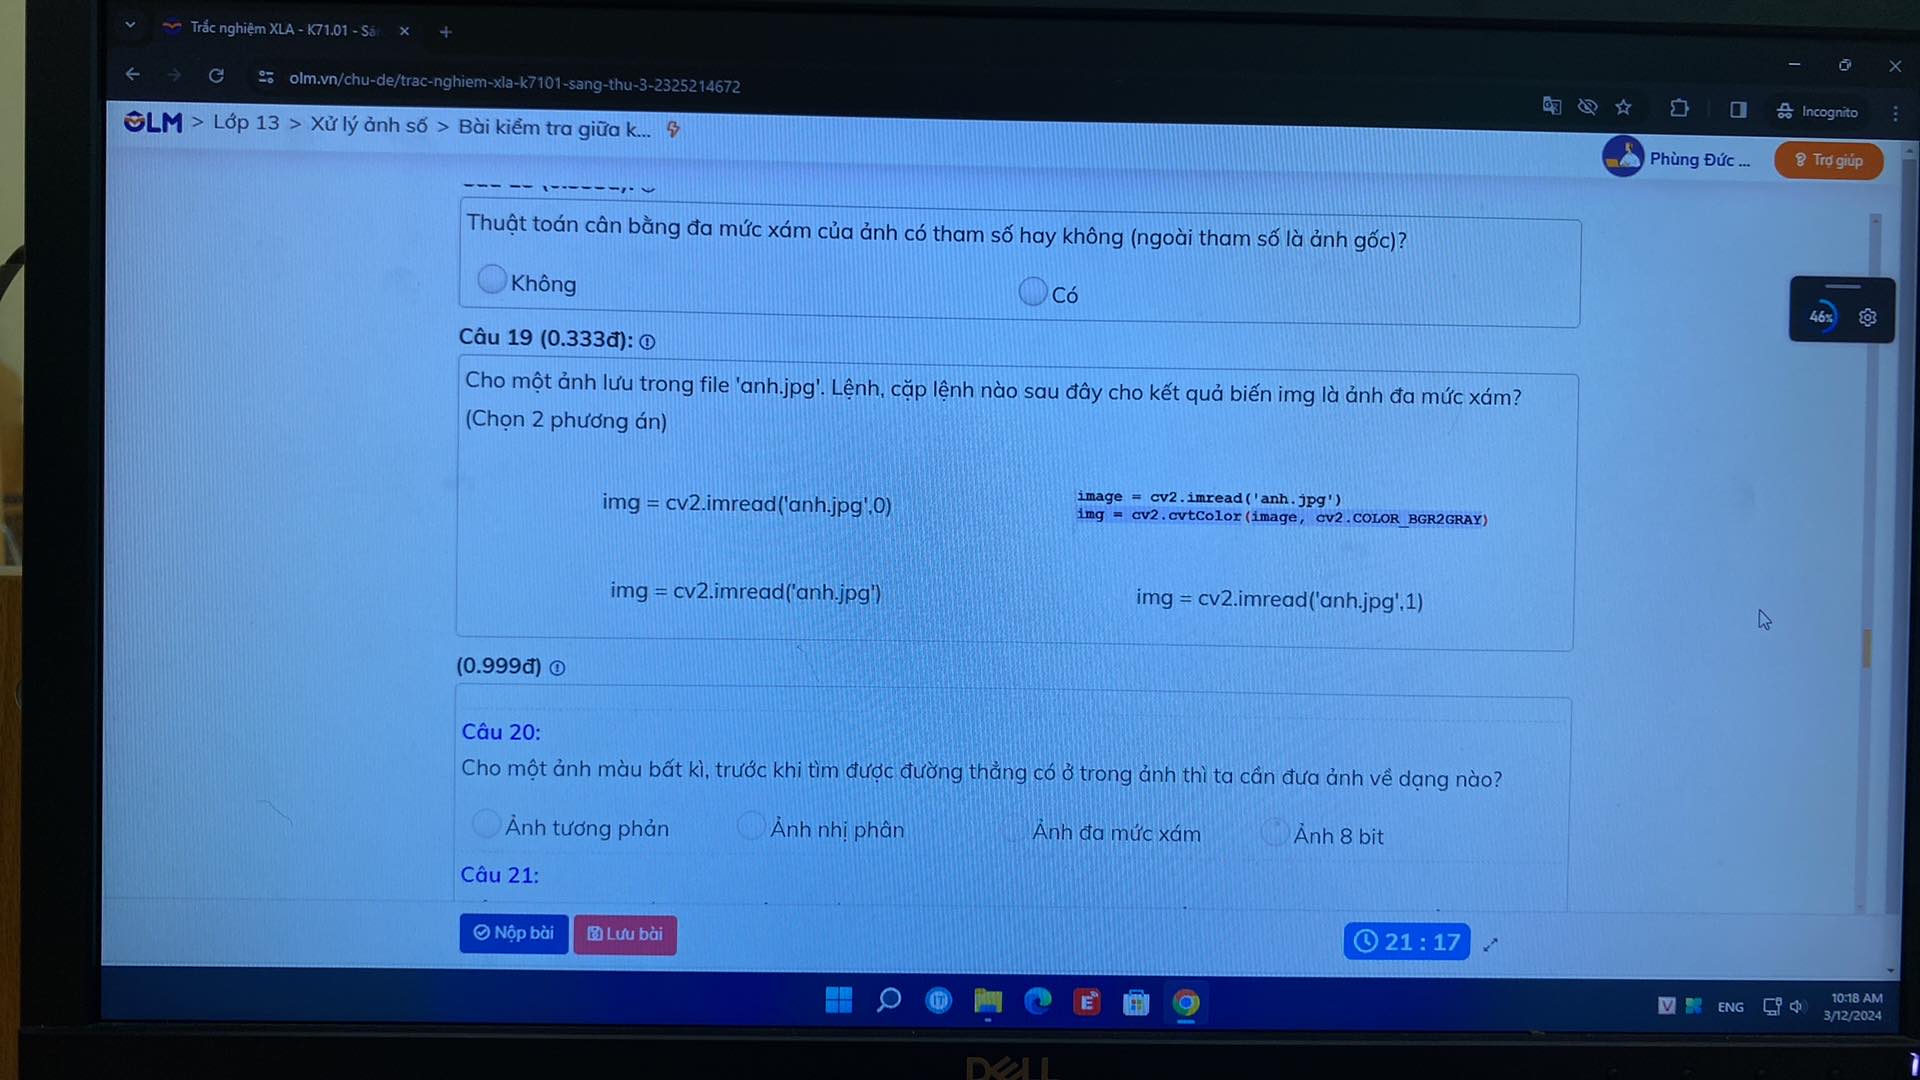 Trắc nghiệm XLA - K71.01 - Sá
olm.vn/chu-de/trac-nghiem-xla-k7101-sang-thu-3-2325214672
Incognito
OLM > Lớp 13 > Xử lý ảnh số > Bài kiểm tra giữa k...
Phùng Đức ...
Trợ giúp
Thuật toán cân bằng đa mức xám của ảnh có tham số hay không (ngoài tham số là ảnh gốc)?
Không
Có
46%
Câu 19 (0.333đ):
Cho một ảnh lưu trong file 'anh.jpg'. Lệnh, cặp lệnh nào sau đây cho kết quả biến img là ảnh đa mức xám?
(Chọn 2 phương án)
img = cv2.imread('anh.jpg',0)
image = cv2.imread('anh.jpg')
img = cv2.cvtColor(image, cv2.COLOR_BGR2GRAY)
img = cv2.imread('anh.jpg')
img = cv2.imread('anh.jpg',1)
(0.999đ)
Câu 20:
Cho một ảnh màu bất kì, trước khi tìm được đường thẳng có ở trong ảnh thì ta cần đưa ảnh về dạng nào?
Ảnh tương phản
Ảnh nhị phân
Ảnh đa mức xám
Ảnh 8 bit
Câu 21:
Nộp bài
Lưu bài
21 : 17
ENG
10:18 AM
3/12/2024
DELL